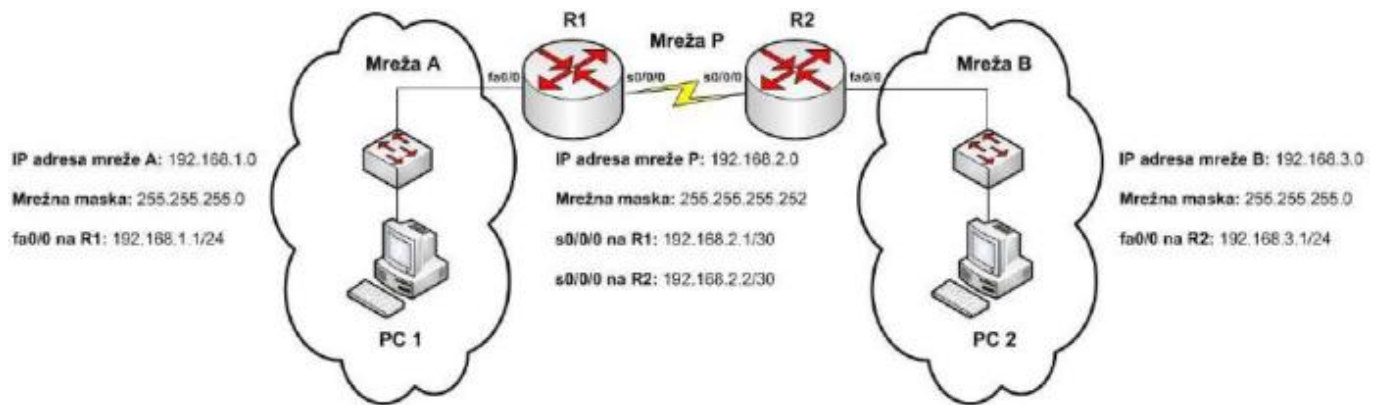 R1
R2
Mreža P
Mreža A
Mreža B
fa0/0
s0/0/0
s0/0/0
fa0/0
IP adresa mreže A: 192.168.1.0
Mrežna maska: 255.255.255.0
fa0/0 na R1: 192.168.1.1/24
IP adresa mreže P: 192.168.2.0
Mrežna maska: 255.255.255.252
s0/0/0 na R1: 192.168.2.1/30
s0/0/0 na R2: 192.168.2.2/30
IP adresa mreže B: 192.168.3.0
Mrežna maska: 255.255.255.0
fa0/0 na R2: 192.168.3.1/24
PC 1
PC 2